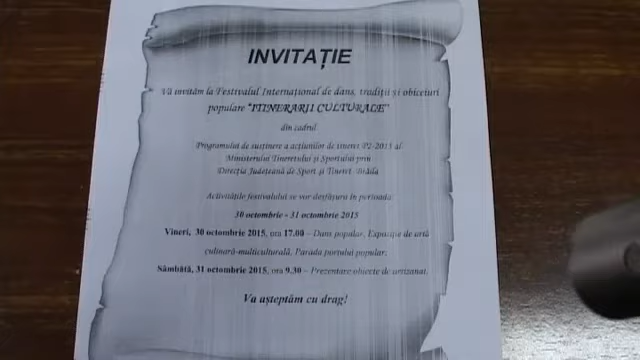 INVITAȚIE
Vă invităm la Festivalul Internațional de dans, tradiții și obiceiuri
populare "ITINERARII CULTURALE"
din cadrul
Programului de susținere a acțiunilor de tineret P2-2015 al
Ministerului Tineretului și Sportului prin
Direcția Județeană de Sport și Tineret Brăila
Activitățile festivalului se vor desfășura în perioada:
30 octombrie - 31 octombrie 2015
Vineri, 30 octombrie 2015, ora 17.00 – Dans popular, Expoziție de artă
culinară-multiculturală, Parada portului popular.
Sâmbătă, 31 octombrie 2015, ora 9.30 – Prezentare obiecte de artizanat.
Va așteptăm cu drag!